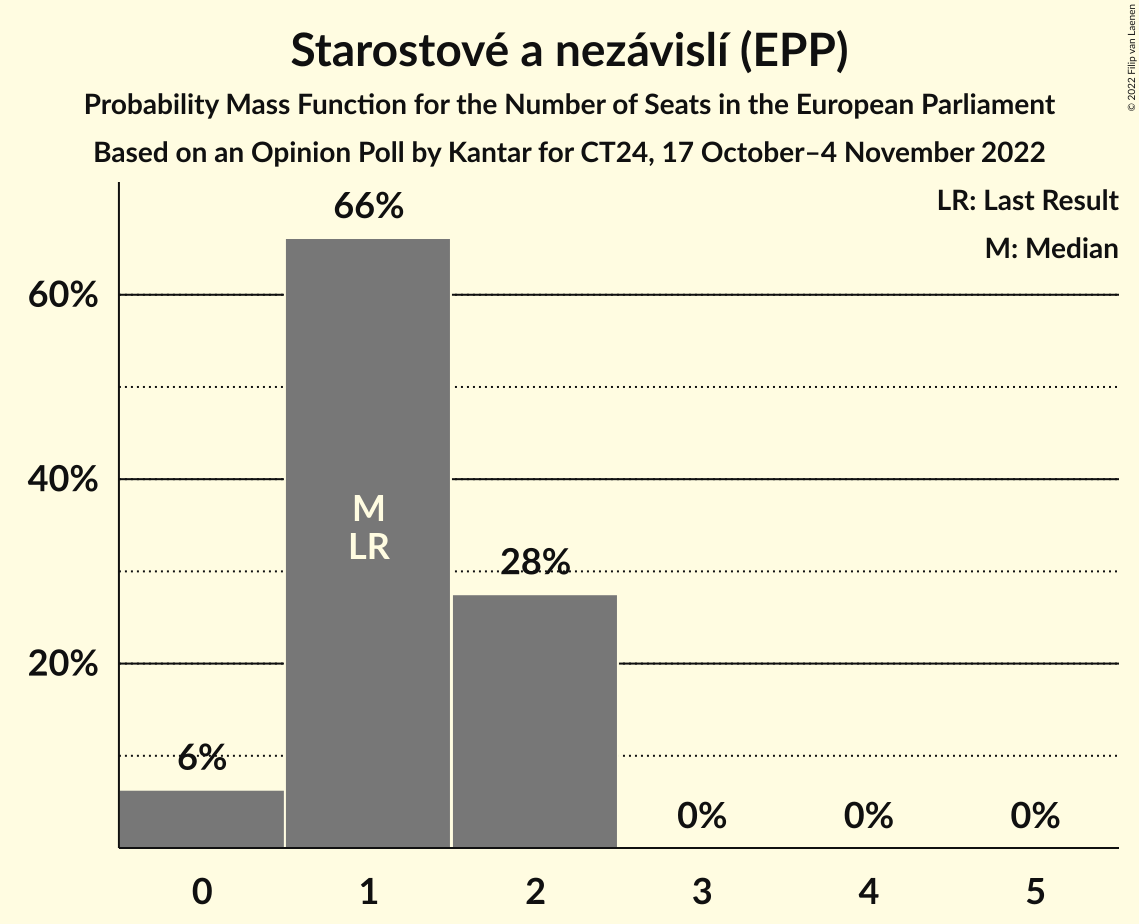 Starostové a nezávislí (EPP)
Probability Mass Function for the Number of Seats in the European Parliament
Based on an Opinion Poll by Kantar for CT24, 17 October–4 November 2022
© 2022 Filip van Laenen
LR: Last Result
M: Median
66%
60%
40%
M
LR
28%
20%
6%
0%
0%
0%
0
1
2
3
4
5